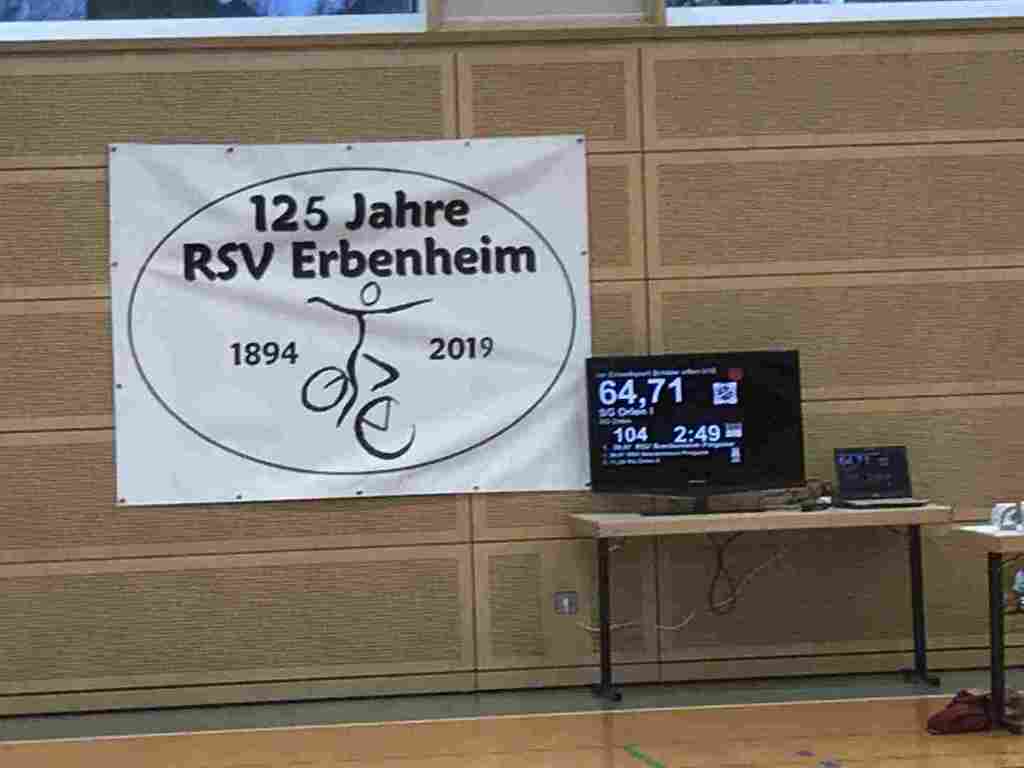 125 Jahre
RSV Erbenheim
1894 2019
64,71
SG Orlen I
104 2:49